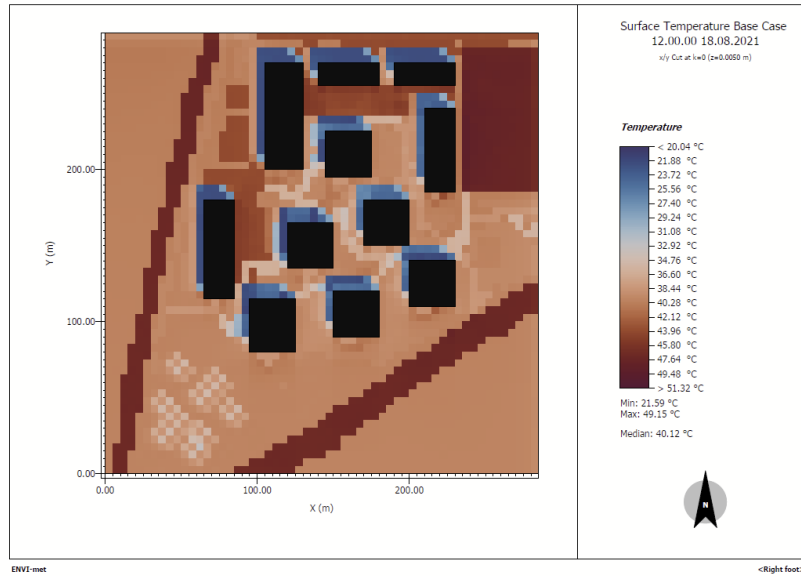 Surface Temperature Base Case
12.00.00 18.08.2021
x/y Cut at k=0 (z=0.0050 m)
Temperature
< 20.04 °C
21.88 °C
23.72 °C
25.56 °C
27.40 °C
29.24 °C
31.08 °C
32.92 °C
34.76 °C
36.60 °C
38.44 °C
40.28 °C
42.12 °C
43.96 °C
45.80 °C
47.64 °C
49.48 °C
> 51.32 °C
Min: 21.59 °C
Max: 49.15 °C
Median: 40.12 °C
N
Y (m)
200.00
100.00
0.00
0.00 100.00 200.00
X (m)
ENVI-met
<Right foot: